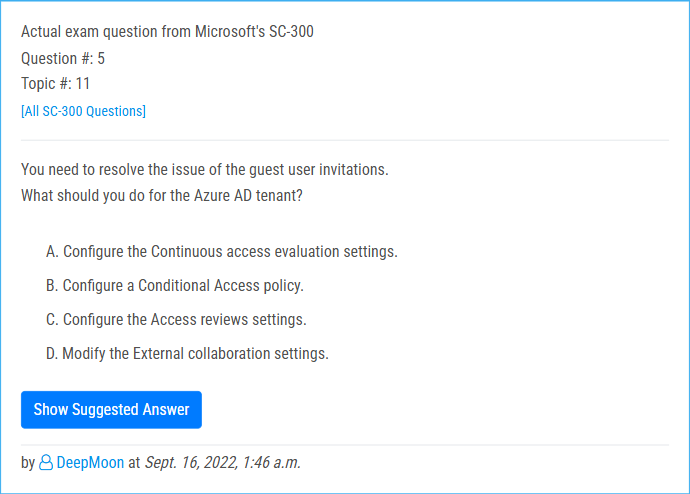 Actual exam question from Microsoft's SC-300
Question #: 5
Topic #: 11
[All SC-300 Questions]
You need to resolve the issue of the guest user invitations.
What should you do for the Azure AD tenant?
A. Configure the Continuous access evaluation settings.
B. Configure a Conditional Access policy.
C. Configure the Access reviews settings.
D. Modify the External collaboration settings.
Show Suggested Answer
by DeepMoon at Sept. 16, 2022, 1:46 a.m.